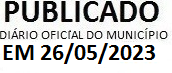 PUBLICADO
DIÁRIO OFICIAL DO MUNICÍPIO
EM 26/05/2023